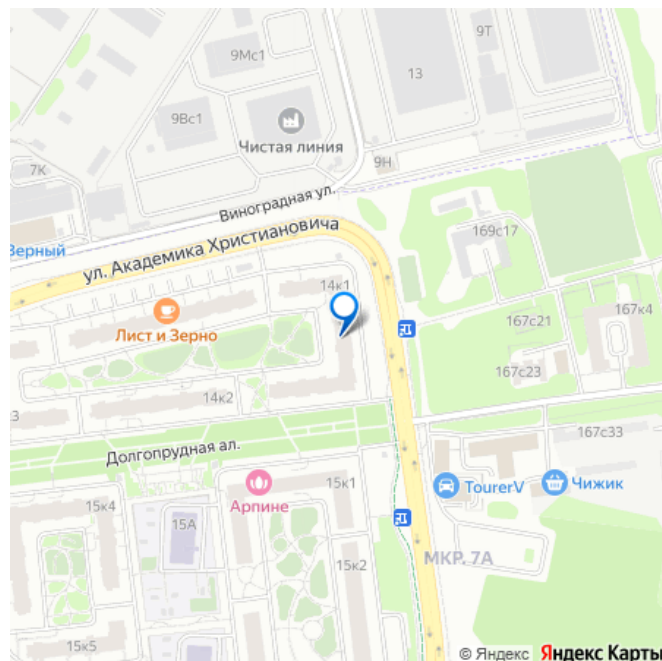 9Мс1
9Т
13
9Вс1
Чистая линия
9Н
7К
Виноградная ул.
169с17
Верный
ул. Академика Христиановича
14к1
167к4
Лист и Зерно
167с21
167с23
14к2
3
167с33
Долгопрудная ал.
TourerV
Чижик
15к4
Арпине
15к1
15А
МКР. 7А
15к2
15к5
© Яндекс Яндекс Карты